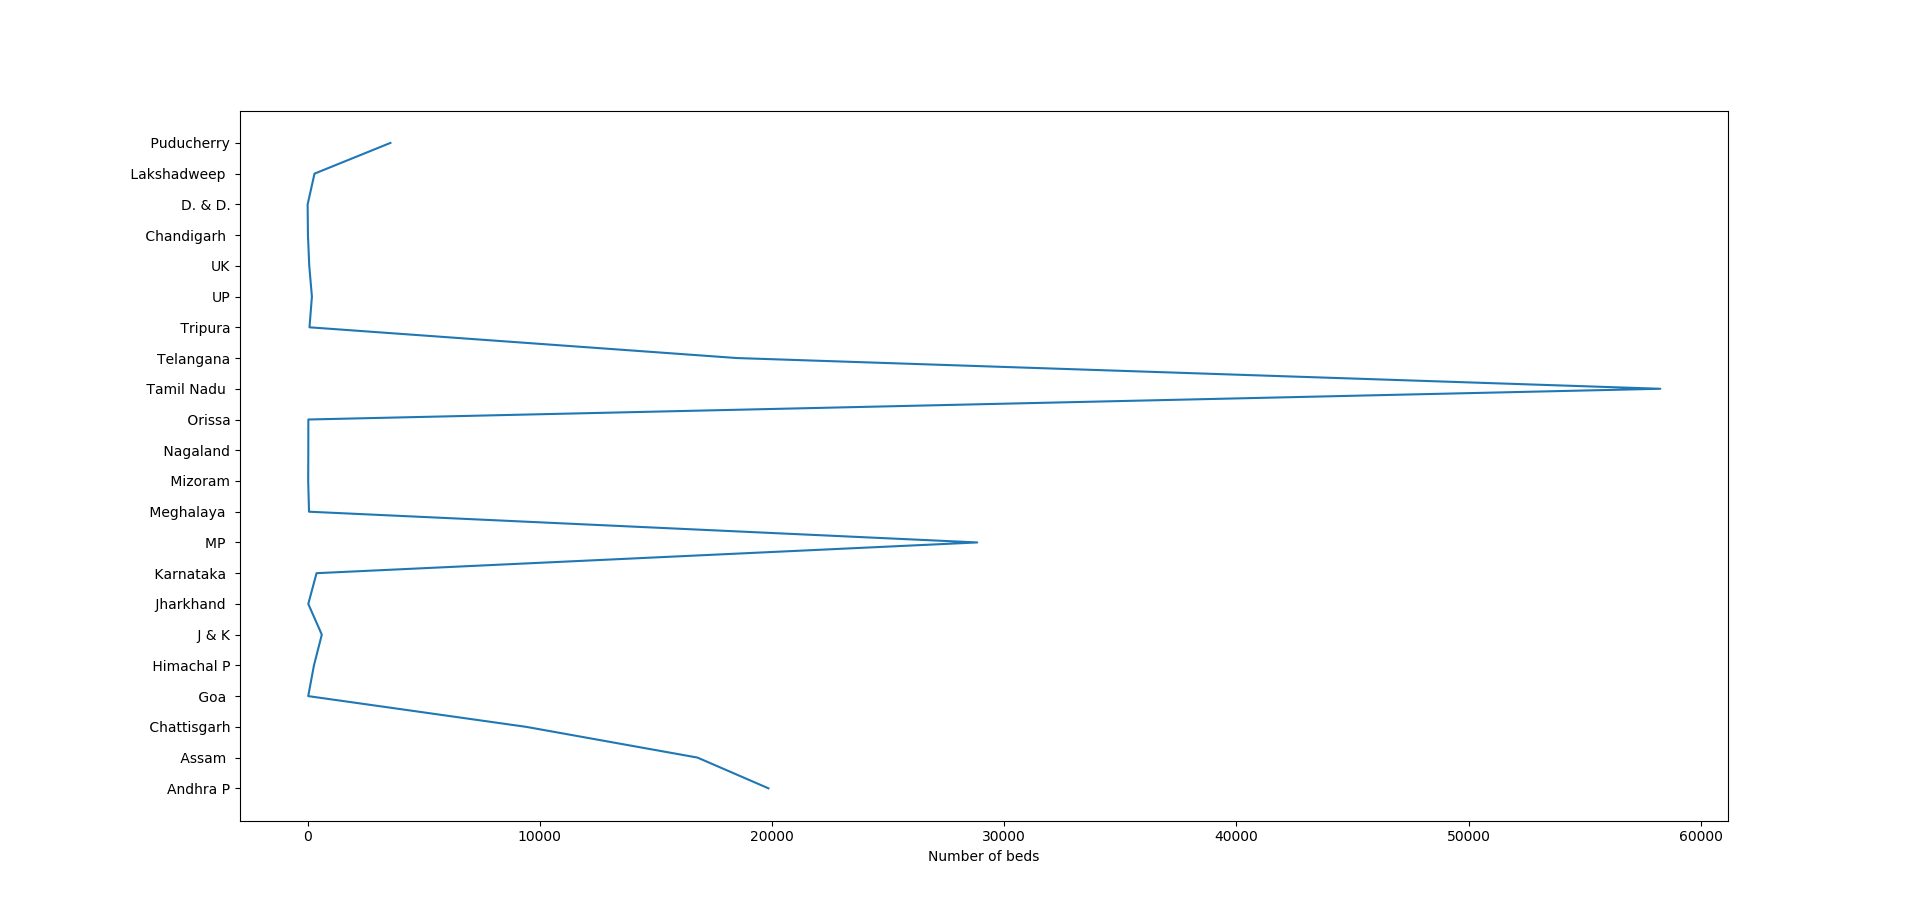 Puducherry
Lakshadweep
D. & D.
Chandigarh
UK
UP
Tripura
Telangana
Tamil Nadu
Orissa
Nagaland
Mizoram
Meghalaya
MP
Karnataka
Jharkhand
J & K
Himachal P
Goa
Chattisgarh
Assam
Andhra P
0 10000 20000 30000 40000 50000 60000
Number of beds